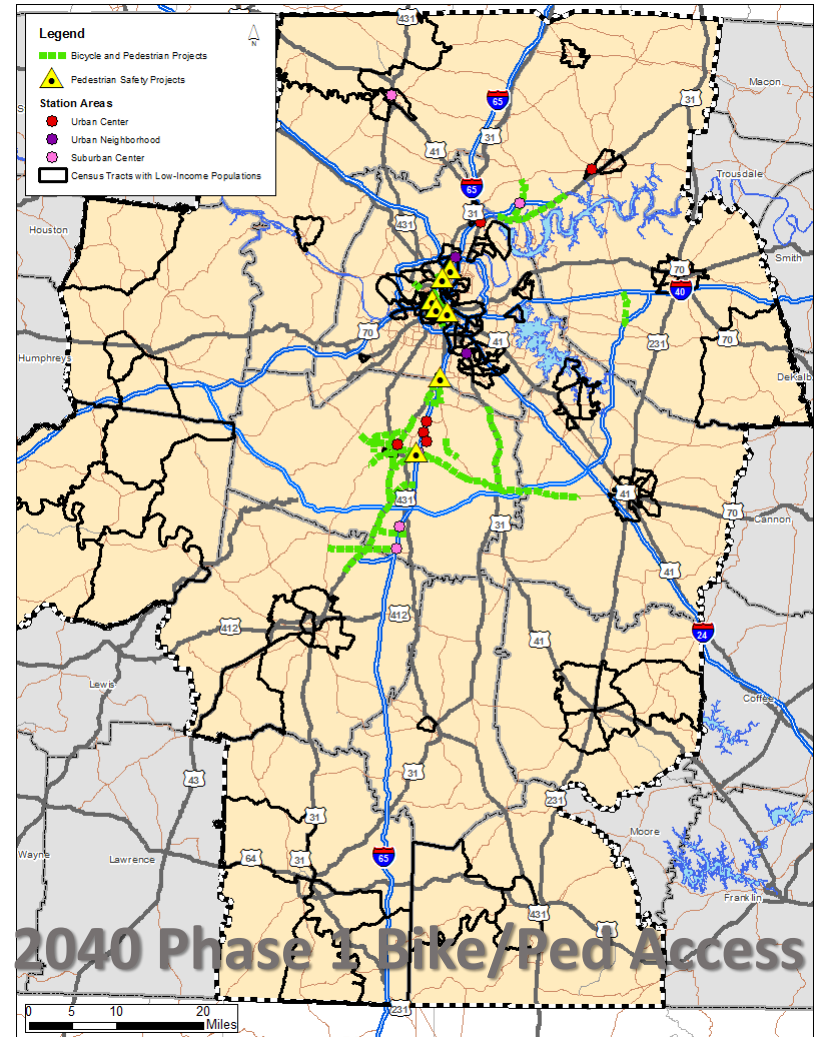 Legend
N
Bicycle and Pedestrian Projects
Pedestrian Safety Projects
Station Areas
Urban Center
Urban Neighborhood
Suburban Center
Census Tracts with Low-Income Populations
431
65
31
Macon
31
41
65
Trousdale
31
431
Houston
Smith
70
40
70
41
231
70
Humphreys
DeKalb
41
431
31
70
Cannon
41
412
412
24
41
Lewis
Coffee
43
31
231
31
Moore
Wayne
Lawrence
64
31
65
Franklin
431
2040 Phase 1 Bike/Ped Access
231
0 5 10 20
Miles